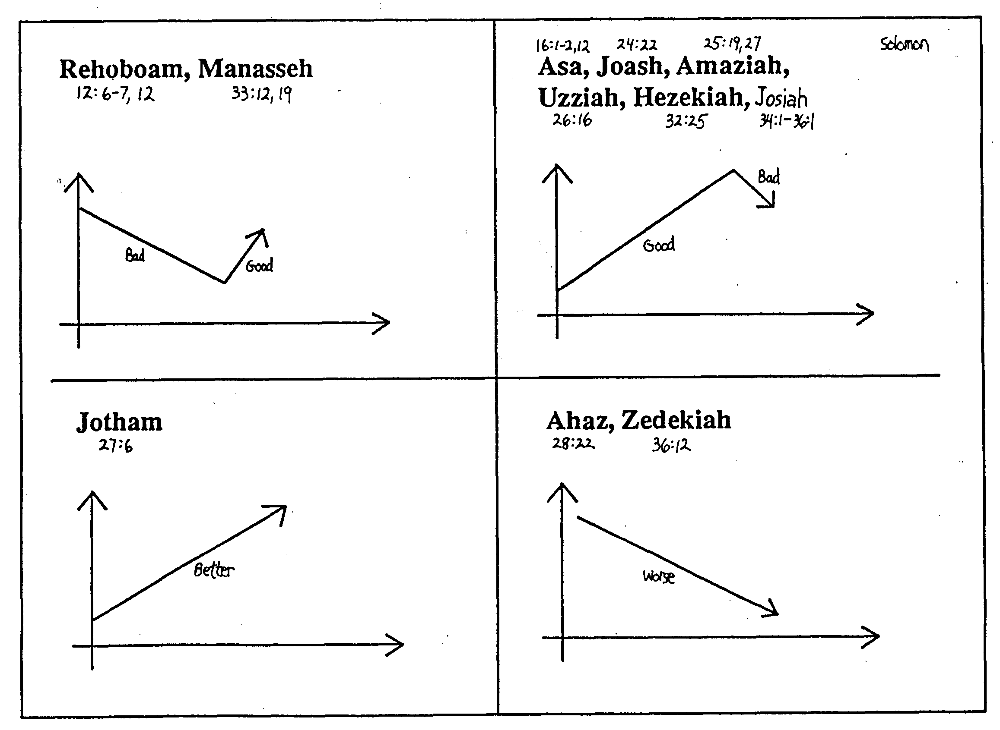 Rehoboam, Manasseh
12:6-7, 12 33:12, 19
Bad
Good
16:1-2,12 24:22 25:19,27 Solomon
Asa, Joash, Amaziah,
Uzziah, Hezekiah, Josiah
26:16 32:25 34:1-36:1
Bad
Good
Jotham
27:6
Better
Ahaz, Zedekiah
28:22 36:12
Worse